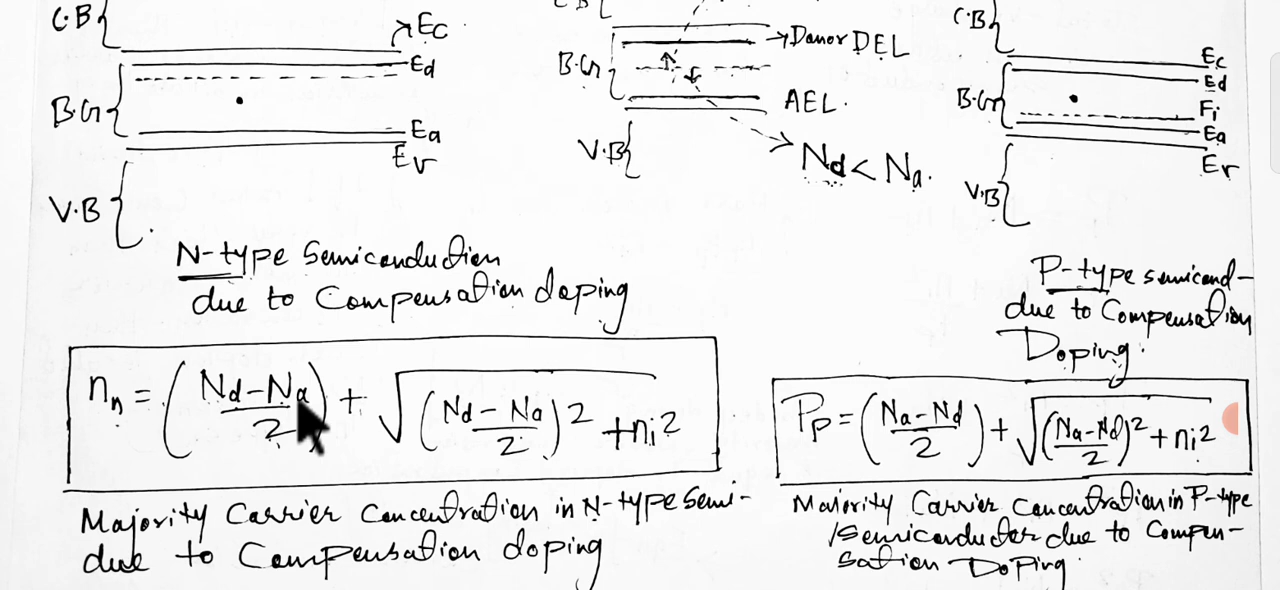 C.B
Ec
Ed
B.G
Ea
Ev
V.B
N-type Semiconduction
due to Compensation doping
nn = (Nd-Na/2) + √(Nd-Na/2)2 +ni2
Majority Carrier Concentration in N-type Semi-
due to Compensation doping
C.B
Donor DEL
B.G
AEL.
V.B
Nd < Na.
C.B
Ec
Ed
B.G
Fi
Ea
Ev
V.B
P-type semicond-
due to Compensation
Doping.
Pp = (Na-Nd/2) + √(Na-Nd/2)2 + ni2
Majority Carrier Concentration in P-type
/Semiconductor due to Compen-
sation Doping.